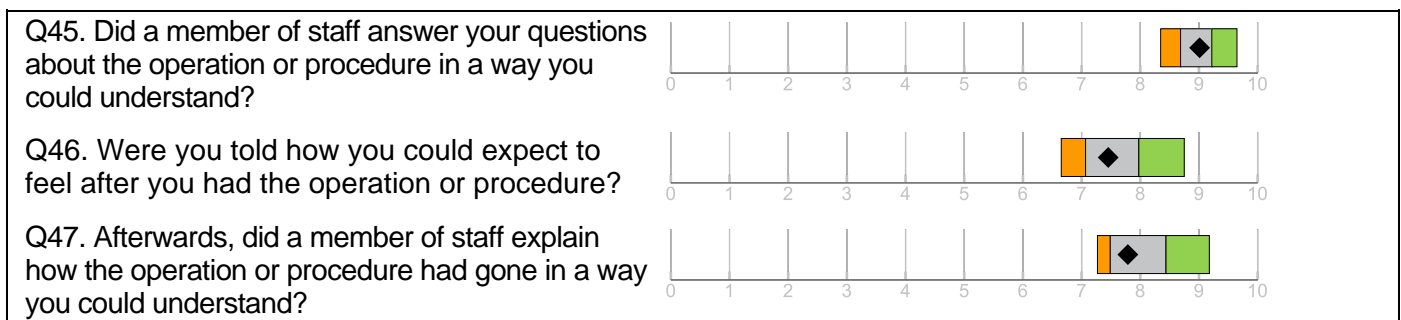 Q45. Did a member of staff answer your questions
about the operation or procedure in a way you
could understand?
0 1 2 3 4 5 6 7 8 9 10
Q46. Were you told how you could expect to
feel after you had the operation or procedure?
0 1 2 3 4 5 6 7 8 9 10
Q47. Afterwards, did a member of staff explain
how the operation or procedure had gone in a way
you could understand?
0 1 2 3 4 5 6 7 8 9 10